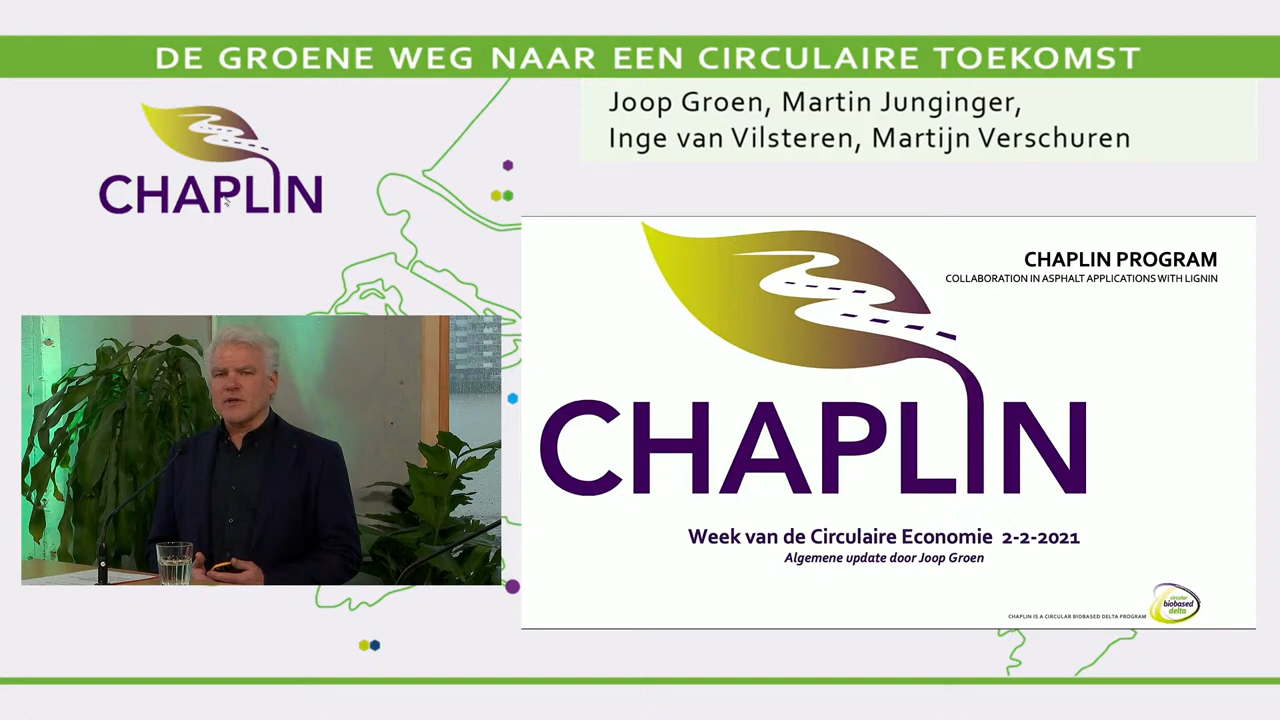 DE GROENE WEG NAAR EEN CIRCULAIRE TOEKOMST
Joop Groen, Martin Junginger,
Inge van Vilsteren, Martijn Verschuren
CHAPLIN
CHAPLIN PROGRAM
COLLABORATION IN ASPHALT APPLICATIONS WITH LIGNIN
CHAPLIN
Week van de Circulaire Economie 2-2-2021
Algemene update door Joop Groen
CHAPLIN IS A CIRCULAR BIOBASED DELTA PROGRAM
circular
biobased
delta